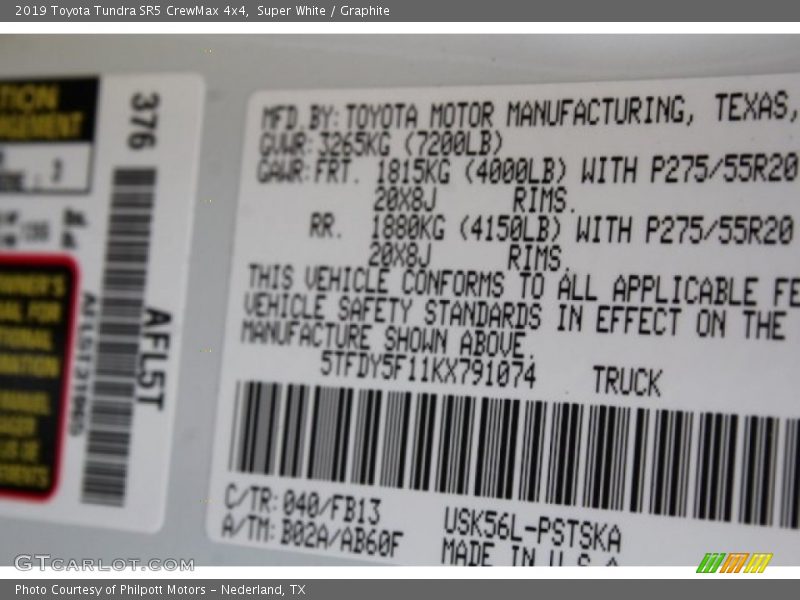 2019 Toyota Tundra SR5 CrewMax 4x4, Super White / Graphite
376
AFL5T
MFD.BY: TOYOTA MOTOR MANUFACTURING, TEXAS,
GVWR: 3265KG (7200LB)
GAWR: FRT. 1815KG (4000LB) WITH P275/55R20
20X8J RIMS.
RR. 1880KG (4150LB) WITH P275/55R20
20X8J RIMS.
THIS VEHICLE CONFORMS TO ALL APPLICABLE FE
VEHICLE SAFETY STANDARDS IN EFFECT ON THE
MANUFACTURE SHOWN ABOVE.
5TFDY5F11KX791074 TRUCK
C/TR: 040/FB13
A/TM: B02A/AB60F
USK56L-PSTSKA
MADE IN U.S.A
GTCARLOT.COM
Photo Courtesy of Philpott Motors - Nederland, TX